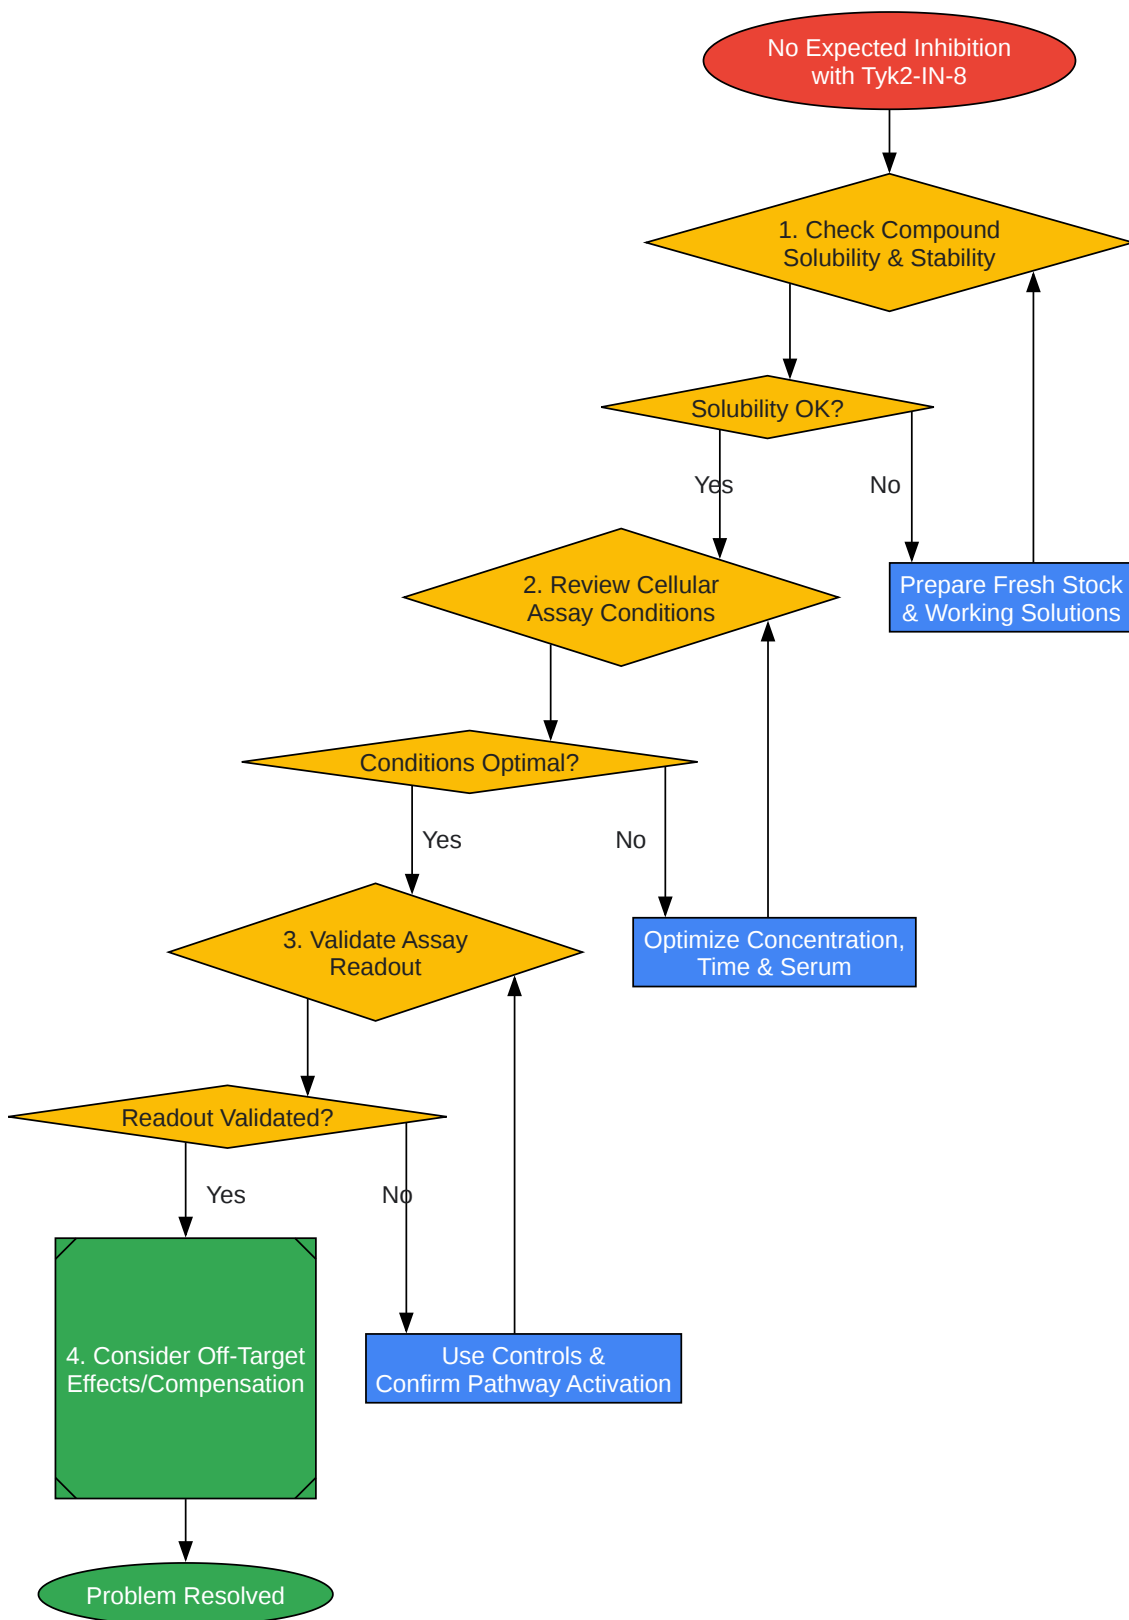 No Expected Inhibition
with Tyk2-IN-8
1. Check Compound
Solubility & Stability
Solubility OK?
Yes
No
2. Review Cellular
Assay Conditions
Prepare Fresh Stock
& Working Solutions
Conditions Optimal?
Yes
No
3. Validate Assay
Readout
Optimize Concentration,
Time & Serum
Readout Validated?
Yes
No
4. Consider Off-Target
Effects/Compensation
Use Controls &
Confirm Pathway Activation
Problem Resolved